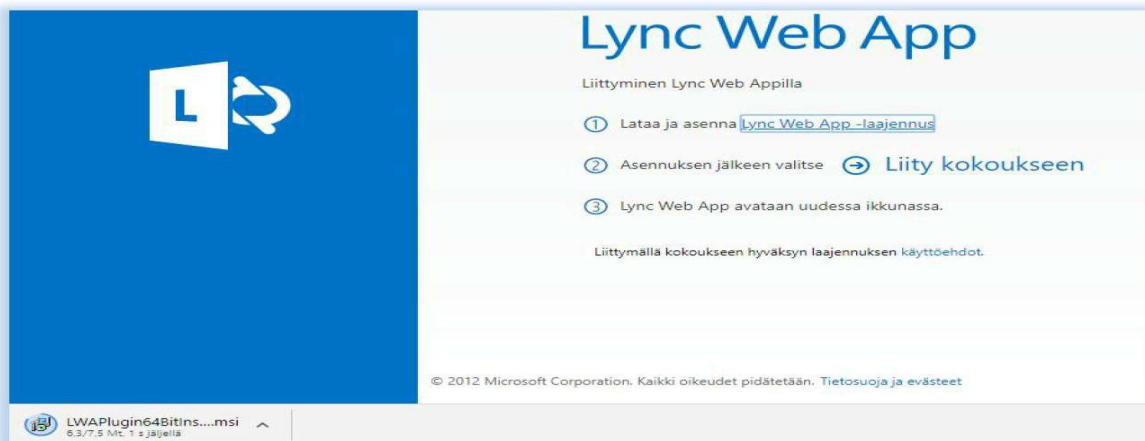 Lync Web App
Liittyminen Lync Web Appilla
1 Lataa ja asenna Lync Web App -laajennus
2 Asennuksen jälkeen valitse Liity kokoukseen
3 Lync Web App avataan uudessa ikkunassa.
Liittymällä kokoukseen hyväksyn laajennuksen käyttöehdot.
L
© 2012 Microsoft Corporation. Kaikki oikeudet pidätetään. Tietosuoja ja evästeet
LWAPlugin64BitIns....msi
6.3/7.5 Mt, 1 s jäljellä